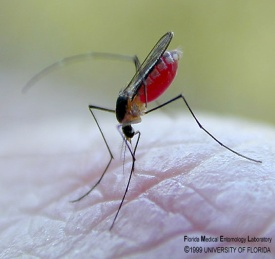 Florida Medical Entomology Laboratory
©1999 UNIVERSITY OF FLORIDA